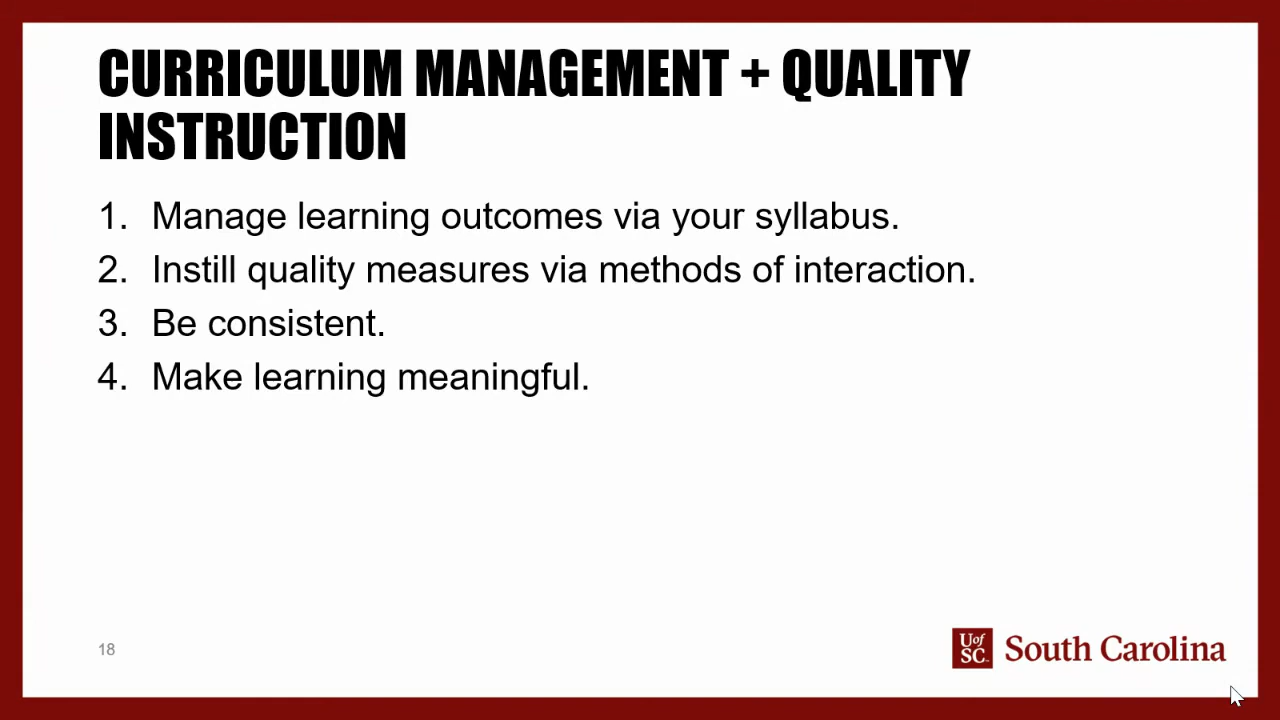 CURRICULUM MANAGEMENT + QUALITY
INSTRUCTION
1. Manage learning outcomes via your syllabus.
2. Instill quality measures via methods of interaction.
3. Be consistent.
4. Make learning meaningful.
18
UofSC South Carolina